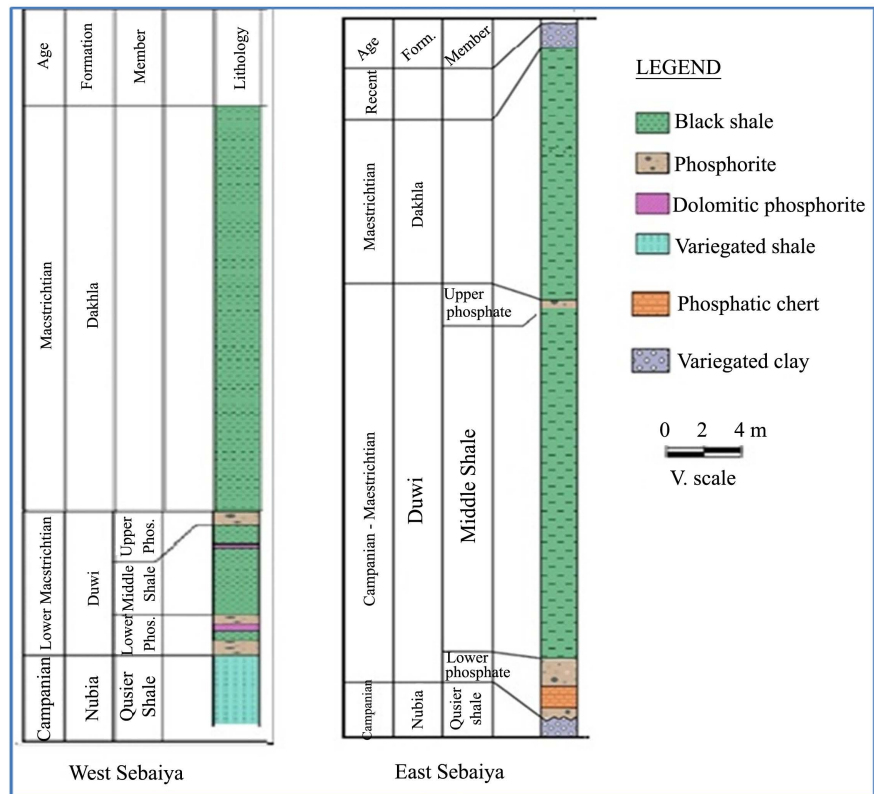 Age
Formation
Member
Lithology
Maestrichtian
Dakhla
Lower Maestrichtian
Duwi
Upper
Phos.
Middle
Shale
Lower
Phos.
Campanian
Nubia
Qusier
Shale
West Sebaiya
Age
Form.
Member
Recent
Maestrichtian
Dakhla
Campanian - Maestrichtian
Duwi
Upper
phosphate
Middle Shale
Lower
phosphate
Campanian
Nubia
Qusier
shale
East Sebaiya
LEGEND
Black shale
Phosphorite
Dolomitic phosphorite
Variegated shale
Phosphatic chert
Variegated clay
0 2 4 m
V. scale